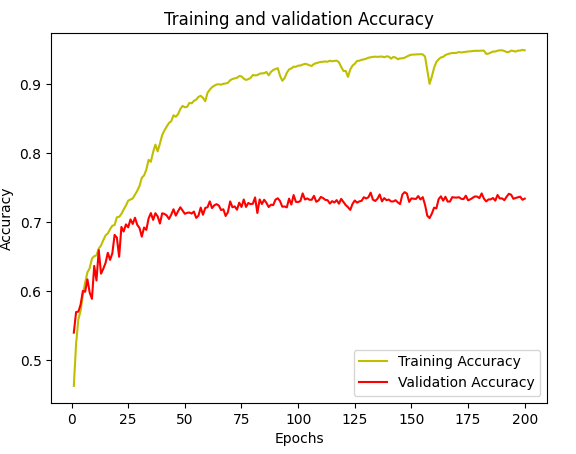 Training and validation Accuracy
Accuracy
0.9
0.8
0.7
0.6
0.5
0
25
50
75
100
125
150
175
200
Epochs
Training Accuracy
Validation Accuracy